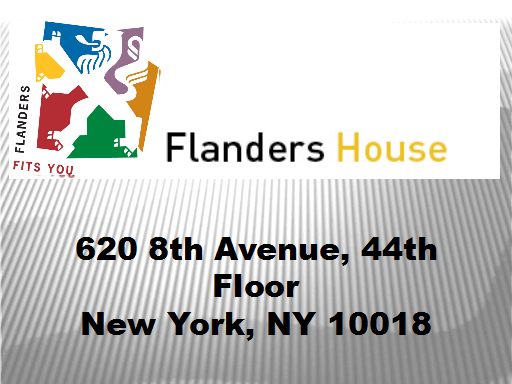 FLANDERS
FITS YOU
Flanders House
620 8th Avenue, 44th
Floor
New York, NY 10018